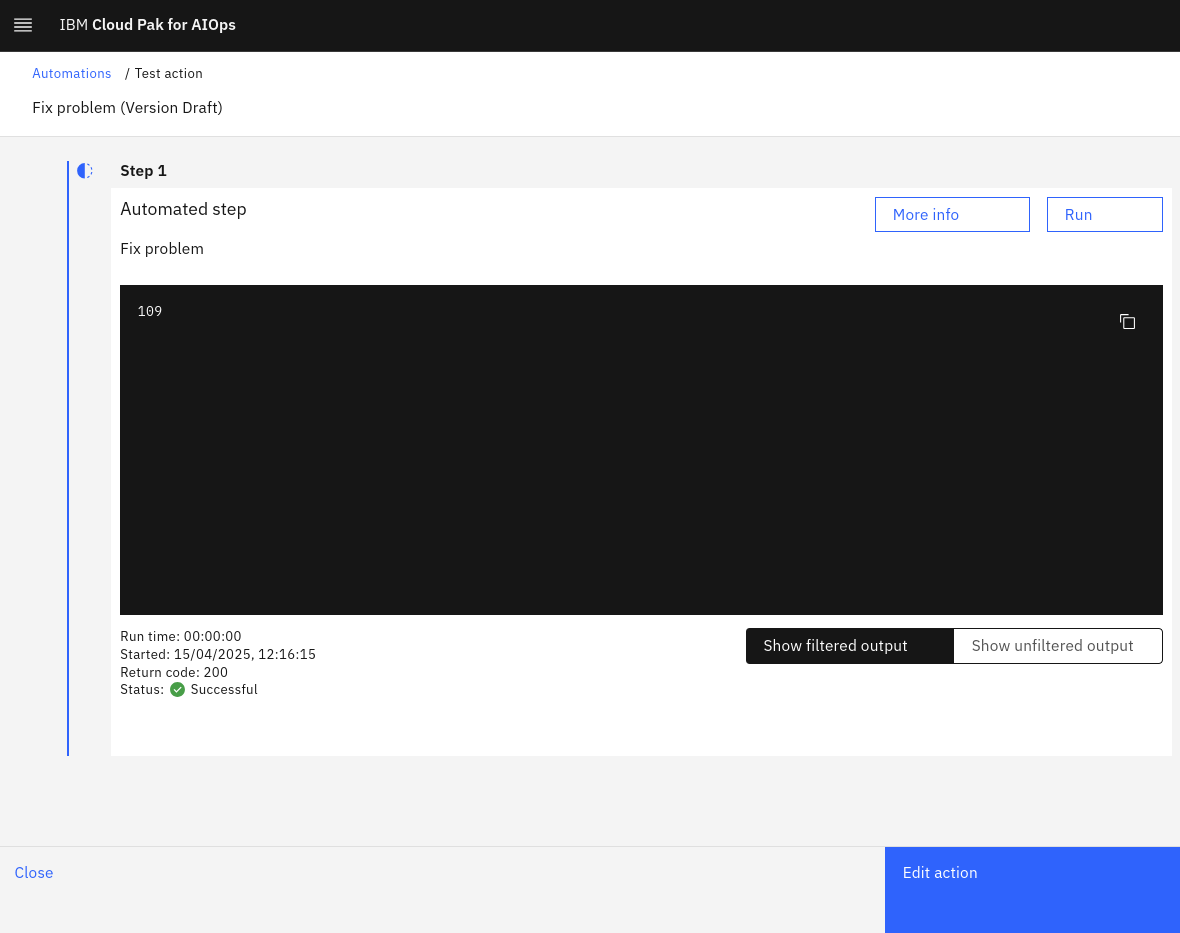 IBM Cloud Pak for AIOps
Automations / Test action
Fix problem (Version Draft)
Step 1
Automated step
More info
Run
Fix problem
109
Run time: 00:00:00
Started: 15/04/2025, 12:16:15
Return code: 200
Status: Successful
Show filtered output
Show unfiltered output
Close
Edit action